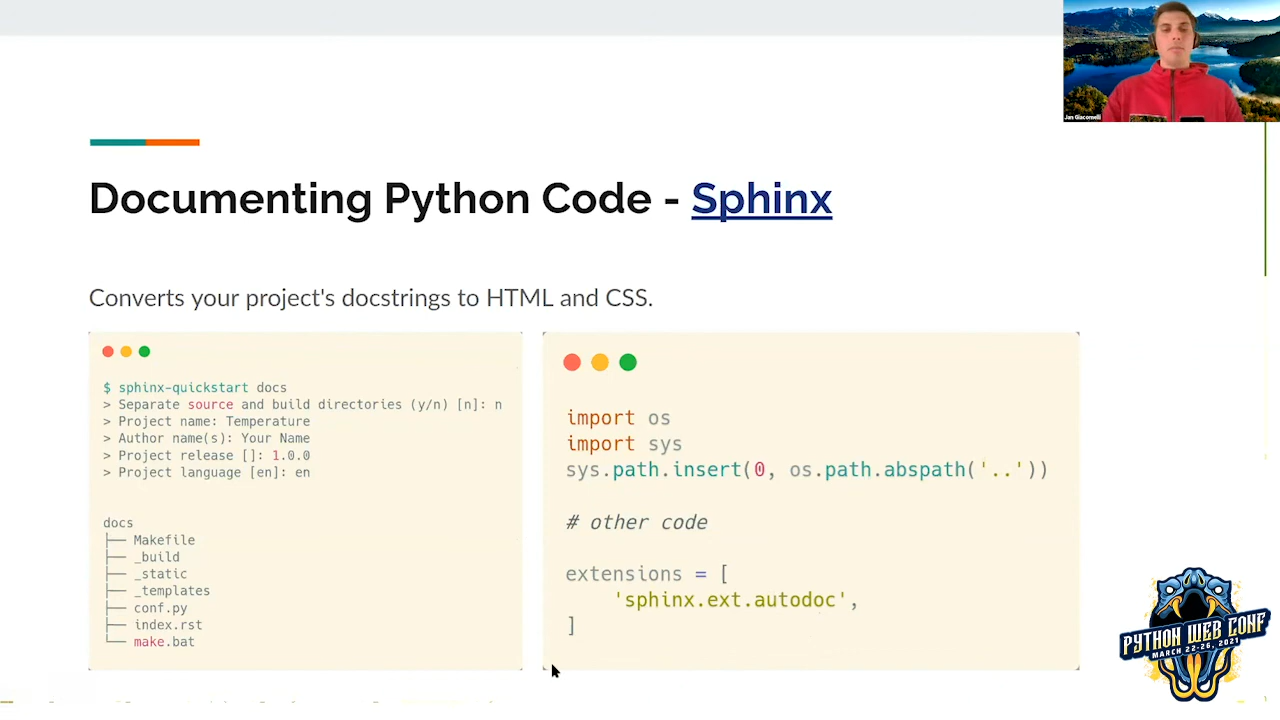 Jan Giacomelli
Documenting Python Code - Sphinx
Converts your project's docstrings to HTML and CSS.
$ sphinx-quickstart docs
> Separate source and build directories (y/n) [n]: n
> Project name: Temperature
> Author name(s): Your Name
> Project release []: 1.0.0
> Project language [en]: en
docs
├── Makefile
├── _build
├── _static
├── _templates
├── conf.py
├── index.rst
└── make.bat
import os
import sys
sys.path.insert(0, os.path.abspath('..'))
# other code
extensions = [
    'sphinx.ext.autodoc',
]
PYTHON WEB CONF
MARCH 22-26, 2021